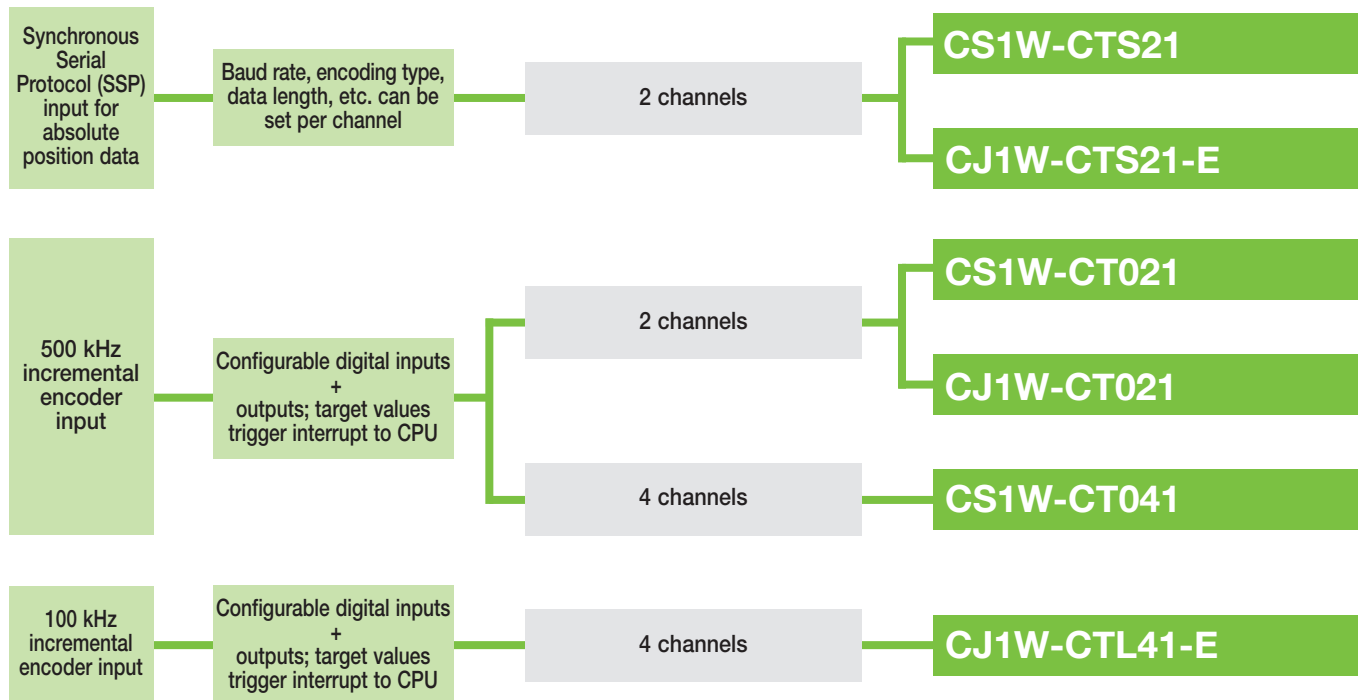 Synchronous
Serial
Protocol (SSP)
input for
absolute
position data
Baud rate, encoding type,
data length, etc. can be
set per channel
2 channels
CS1W-CTS21
CJ1W-CTS21-E
500 kHz
incremental
encoder
input
Configurable digital inputs
+
outputs; target values
trigger interrupt to CPU
2 channels
CS1W-CT021
CJ1W-CT021
4 channels
CS1W-CT041
100 kHz
incremental
encoder input
Configurable digital inputs
+
outputs; target values
trigger interrupt to CPU
4 channels
CJ1W-CTL41-E